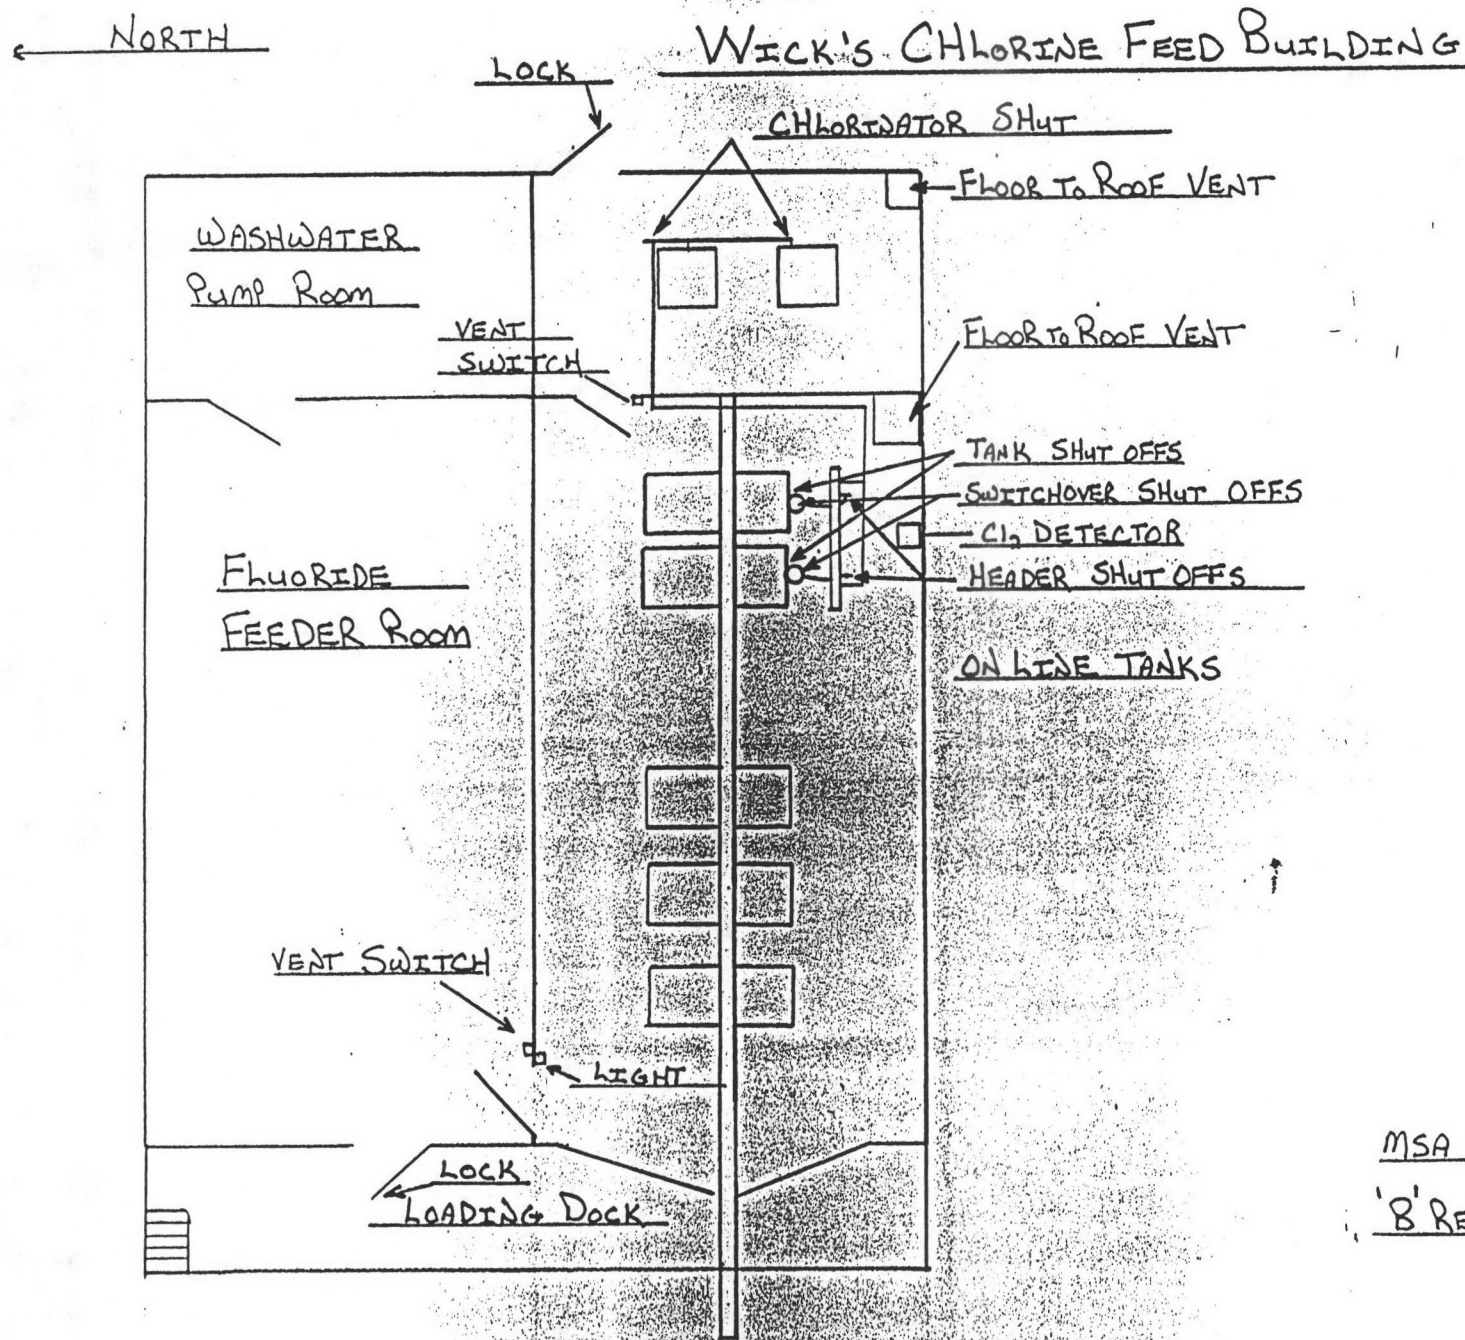 NORTH
WICK'S CHLORINE FEED BUILDING
LOCK
CHLORINATOR SHUT
FLOOR TO ROOF VENT
WASHWATER
PUMP ROOM
VENT
SWITCH
FLOOR TO ROOF VENT
TANK SHUT OFFS
SWITCHOVER SHUT OFFS
Cl2 DETECTOR
HEADER SHUT OFFS
FLUORIDE
FEEDER ROOM
ON LINE TANKS
VENT SWITCH
LIGHT
LOCK
LOADING DOCK
MSA
'B' RE